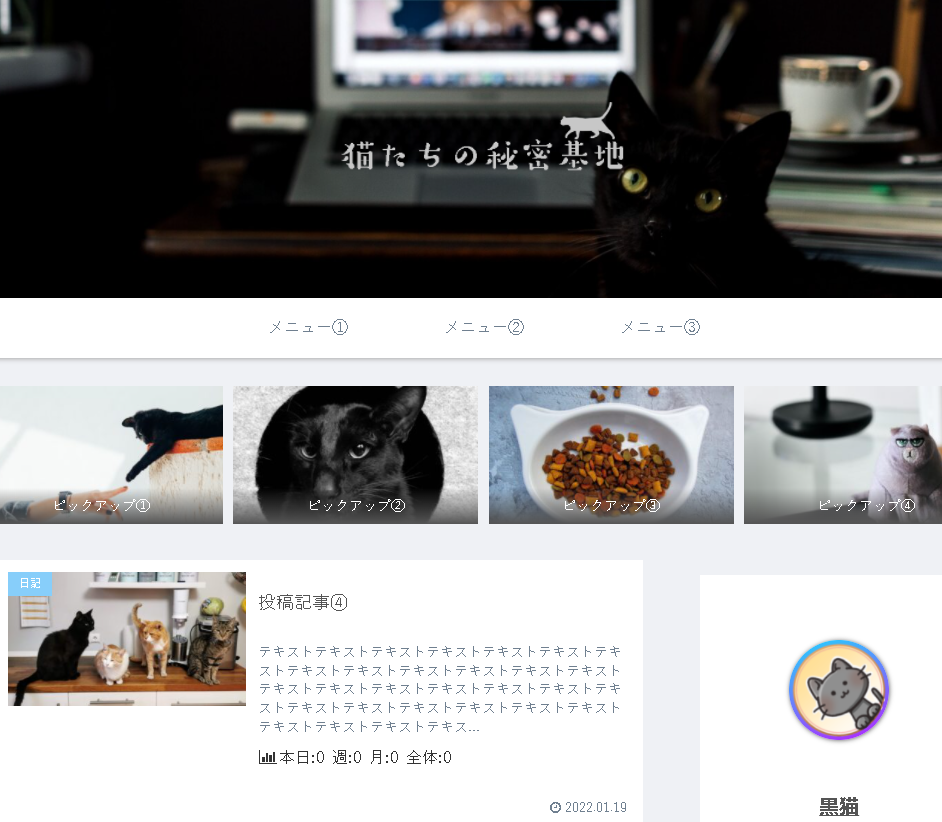 猫たちの秘密基地
メニュー① メニュー② メニュー③
ピックアップ① ピックアップ② ピックアップ③ ピックアップ④
日記
投稿記事④
テキストテキストテキストテキストテキストテキストテキ
ストテキストテキストテキストテキストテキストテキスト
テキストテキストテキストテキストテキストテキストテキ
ストテキストテキストテキストテキストテキストテキスト
テキストテキストテキストテキス...
本日:0 週:0 月:0 全体:0
2022.01.19
黒猫